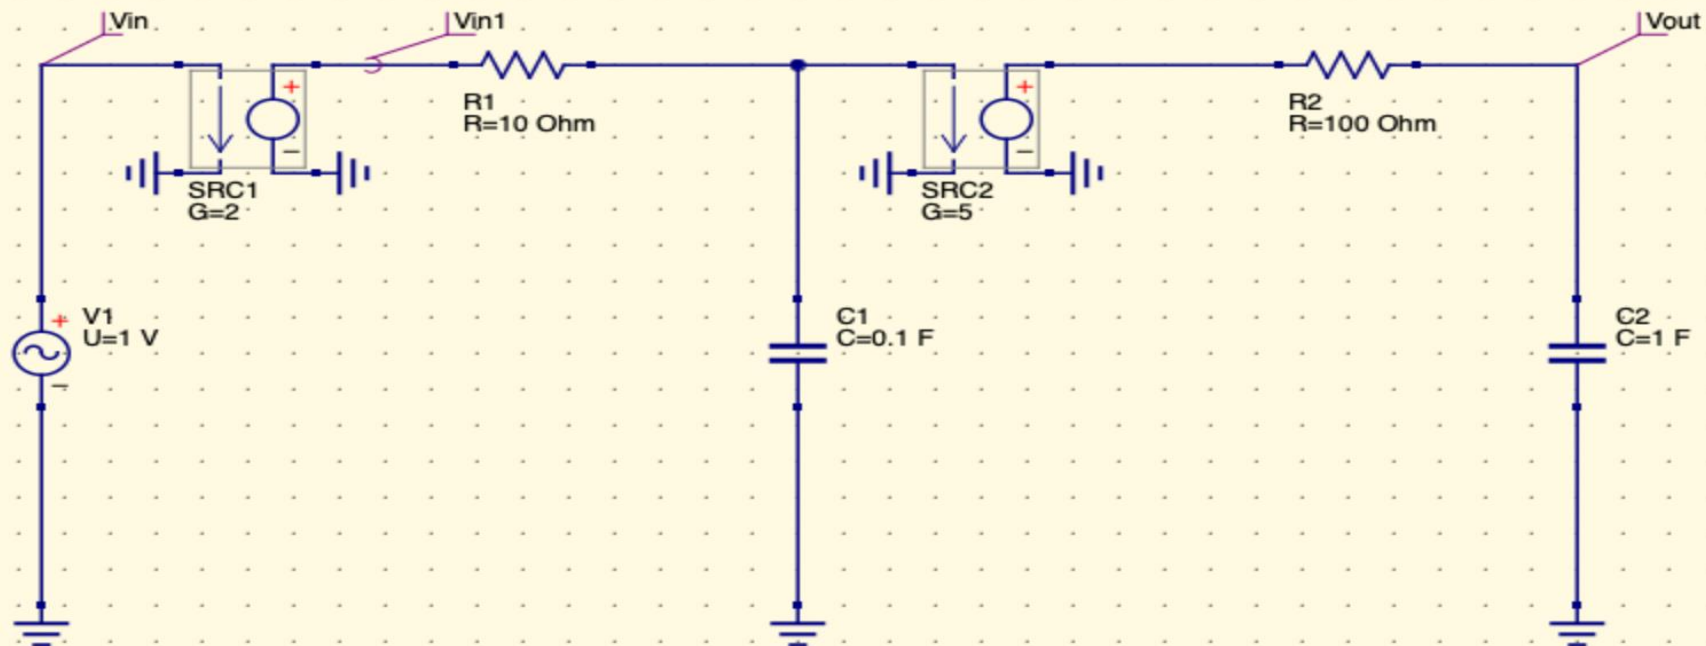 Vin
Vin1
Vout
R1
R=10 Ohm
R2
R=100 Ohm
SRC1
G=2
SRC2
G=5
V1
U=1 V
C1
C=0.1 F
C2
C=1 F